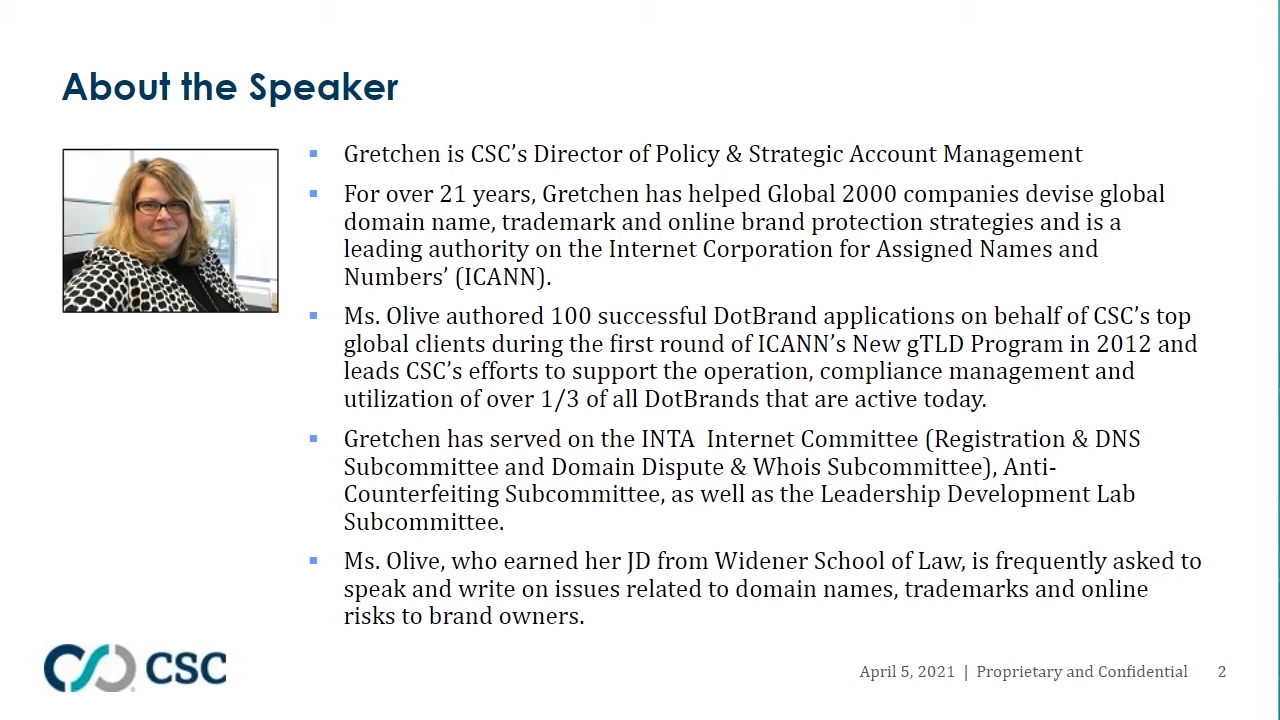 About the Speaker
Gretchen is CSC's Director of Policy & Strategic Account Management
For over 21 years, Gretchen has helped Global 2000 companies devise global
domain name, trademark and online brand protection strategies and is a
leading authority on the Internet Corporation for Assigned Names and
Numbers' (ICANN).
Ms. Olive authored 100 successful DotBrand applications on behalf of CSC's top
global clients during the first round of ICANN's New gTLD Program in 2012 and
leads CSC's efforts to support the operation, compliance management and
utilization of over 1/3 of all DotBrands that are active today.
Gretchen has served on the INTA  Internet Committee (Registration & DNS
Subcommittee and Domain Dispute & Whois Subcommittee), Anti-
Counterfeiting Subcommittee, as well as the Leadership Development Lab
Subcommittee.
Ms. Olive, who earned her JD from Widener School of Law, is frequently asked to
speak and write on issues related to domain names, trademarks and online
risks to brand owners.
CSC
April 5, 2021 | Proprietary and Confidential 2